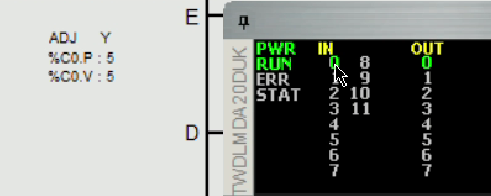 ADJ Y
%C0.P : 5
%C0.V : 5
E
D
TWDLMDA20DUK
PWR IN OUT
RUN 0 8 0
ERR 1 9 1
STAT 2 10 2
3 11 3
4 4
5 5
6 6
7 7